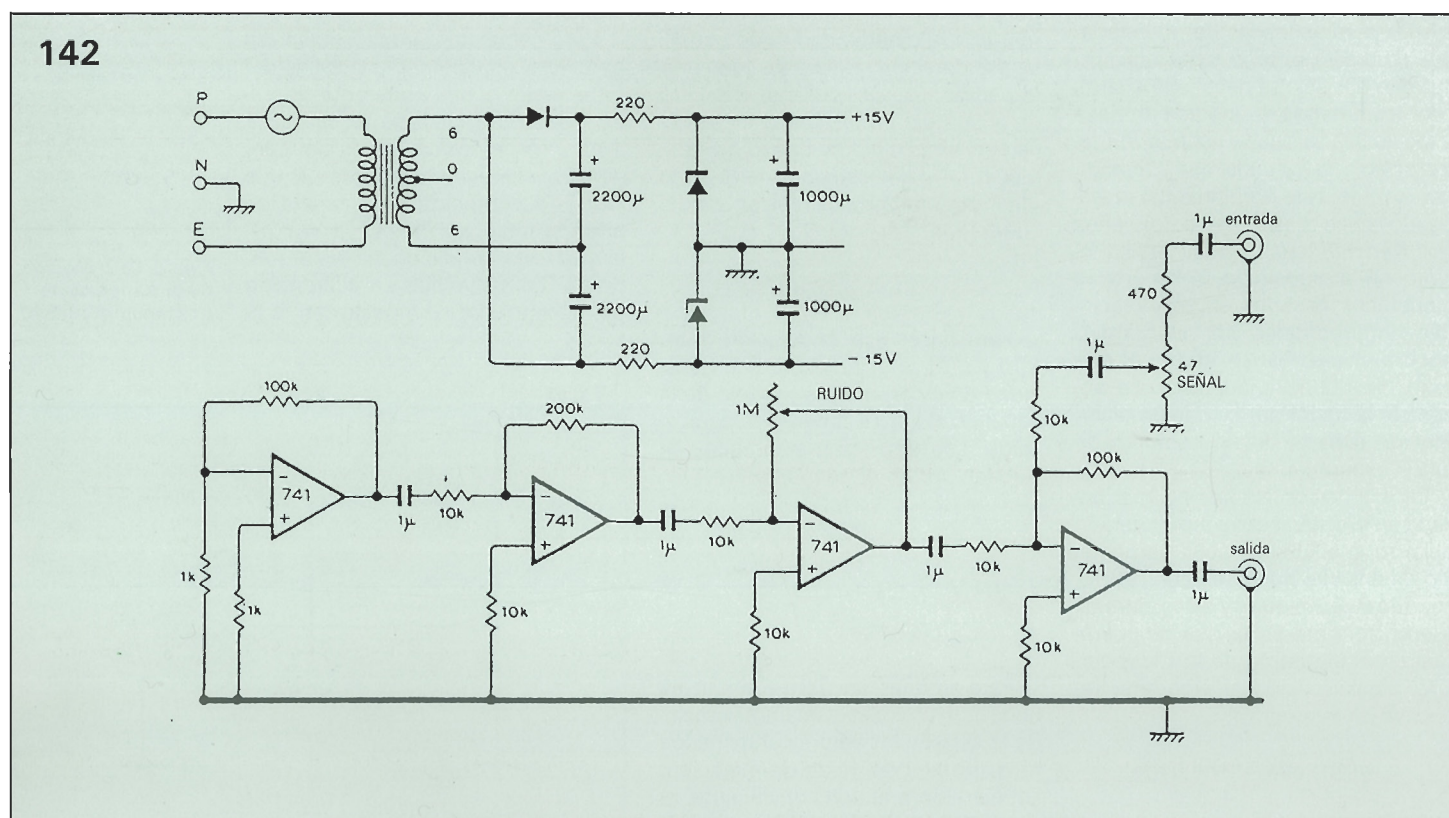 142
P
N
E
6
0
6
220
+
2200μ
+
2200μ
220
+
1000μ
+
1000μ
+15V
-15V
1μ
entrada
470
1μ
47
SEÑAL
10k
100k
100k
-
741
+
1k
1k
1μ
10k
200k
-
741
+
10k
1μ
10k
1M
RUIDO
-
741
+
10k
1μ
10k
-
741
+
10k
salida
1μ